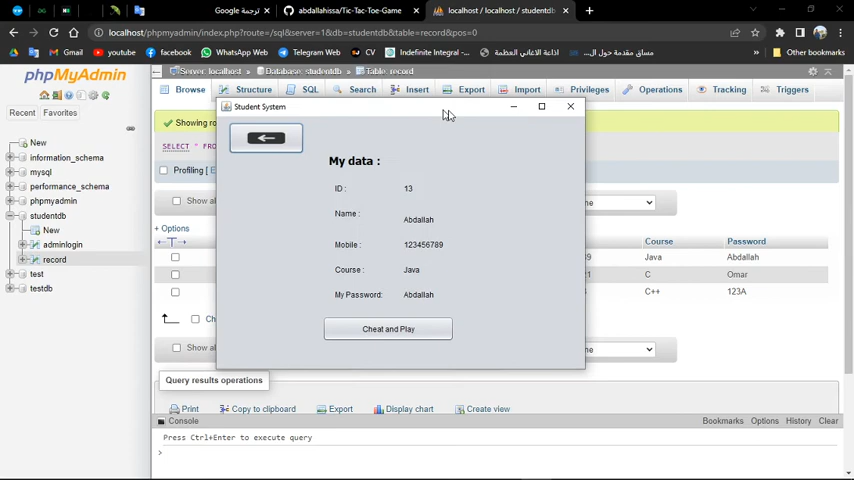 Google ترجمة
abdallahissa/Tic-Tac-Toe-Game
localhost / localhost / studentdb
localhost/phpmyadmin/index.php?route=/sql&server=1&db=studentdb&table=record&pos=0
Gmail youtube facebook WhatsApp Web Telegram Web Indefinite Integral -... اذاعة الاغاني العظمة CV مساق مقدمة حول ال... Other bookmarks
phpMyAdmin
Server: localhost Database: studentdb Table: record
Browse Structure SQL Search Insert Export Import Privileges Operations Tracking Triggers
Recent Favorites
Showing ro
SELECT * FRO
Profiling [ E
Show al
+ Options
New
information_schema
mysql
performance_schema
phpmyadmin
studentdb
New
adminlogin
record
test
testdb
Student System
My data :
ID : 13
Name : Abdallah
Mobile : 123456789
Course : Java
My Password: Abdallah
Cheat and Play
ne
Course Password
39 Java Abdallah
21 C Omar
C++ 123A
Ch
Show al
ne
Query results operations
Print Copy to clipboard Export Display chart Create view
Console Bookmarks Options History Clear
Press Ctrl+Enter to execute query
>